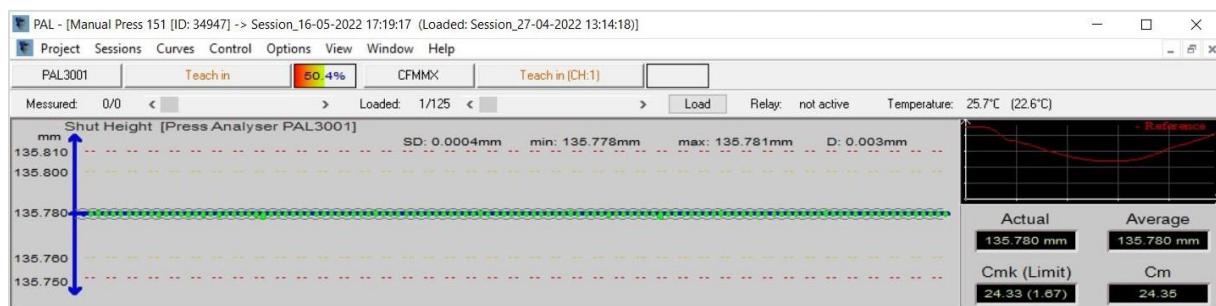 PAL - [Manual Press 151 [ID: 34947] -> Session_16-05-2022 17:19:17 (Loaded: Session_27-04-2022 13:14:18)]
Project Sessions Curves Control Options View Window Help
PAL3001 Teach in 50.4% CFMMX Teach in (CH:1)
Messured: 0/0 < > Loaded: 1/125 < > Load Relay: not active Temperature: 25.7°C (22.6°C)
Shut Height [Press Analyser PAL3001]
- Reference
mm
SD: 0.0004mm min: 135.778mm max: 135.781mm D: 0.003mm
135.810
135.800
135.780
135.760
135.750
Actual Average
135.780 mm 135.780 mm
Cmk (Limit) Cm
24.33 (1.67) 24.35